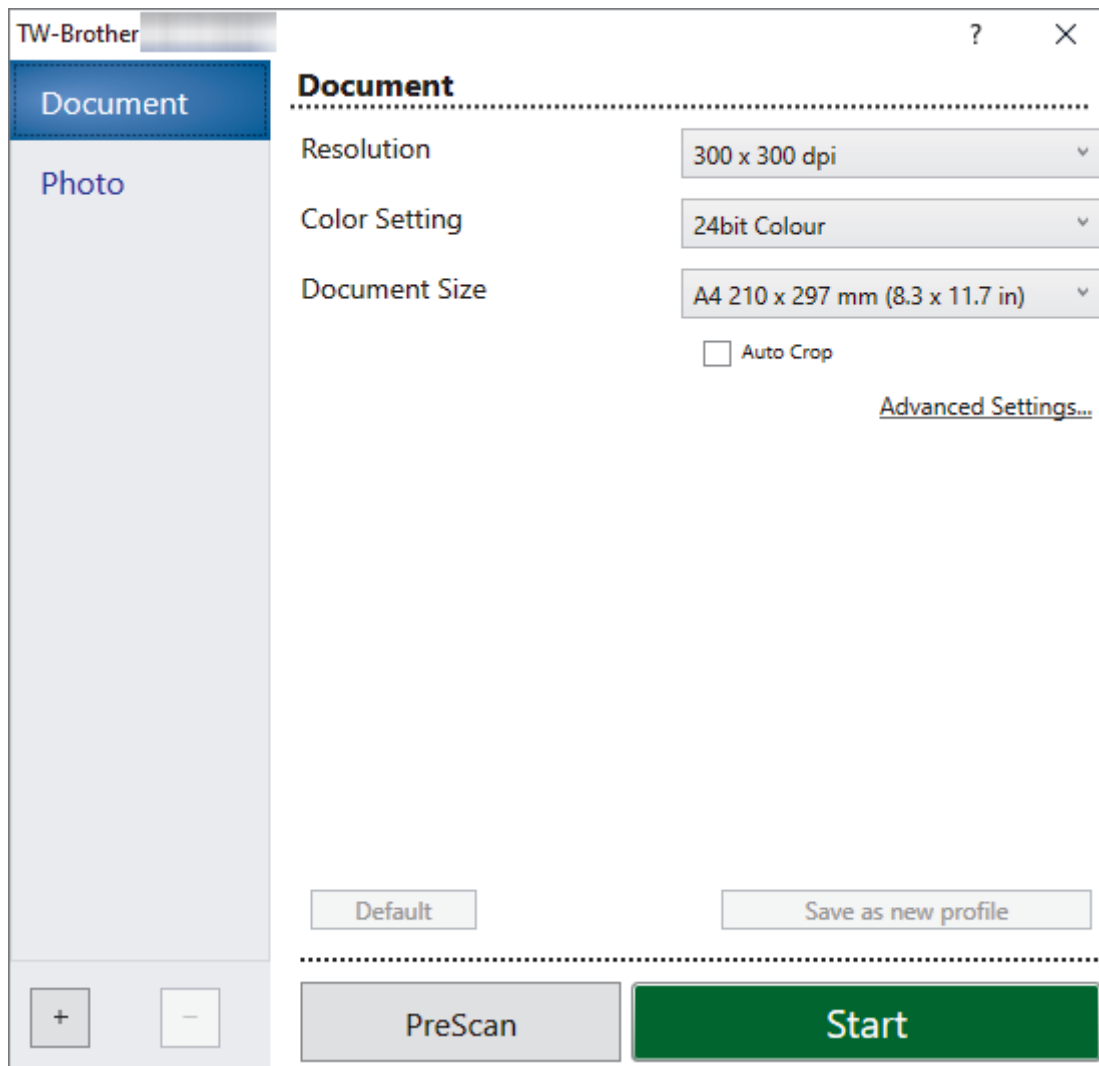 TW-Brother
?
Document
Photo
Document
Resolution
300 x 300 dpi
Color Setting
24bit Colour
Document Size
A4 210 x 297 mm (8.3 x 11.7 in)
Auto Crop
Advanced Settings...
Default
Save as new profile
+
−
PreScan
Start